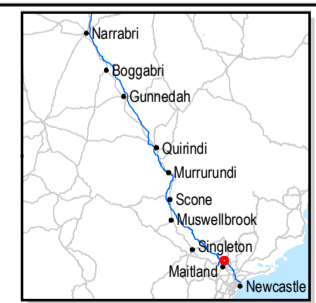 Narrabri
Boggabri
Gunnedah
Quirindi
Murrurundi
Scone
Muswellbrook
Singleton
Maitland
Newcastle